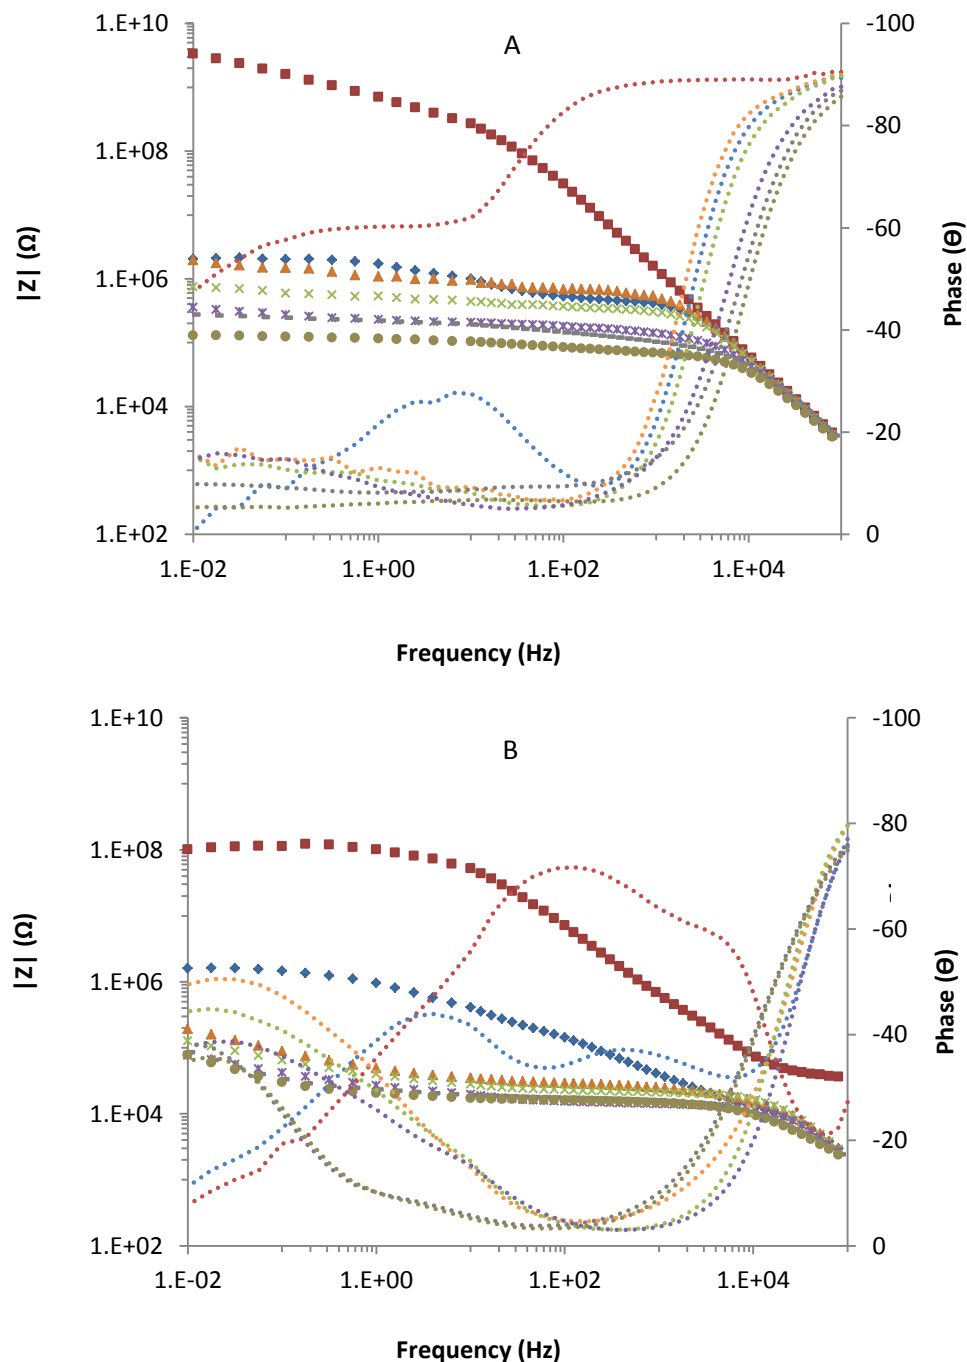 A
1.E+10
1.E+08
1.E+06
1.E+04
1.E+02
|Z| (Ω)
-100
-80
-60
-40
-20
0
Phase (Θ)
1.E-02 1.E+00 1.E+02 1.E+04
Frequency (Hz)
B
1.E+10
1.E+08
1.E+06
1.E+04
1.E+02
|Z| (Ω)
-100
-80
-60
-40
-20
0
Phase (Θ)
1.E-02 1.E+00 1.E+02 1.E+04
Frequency (Hz)